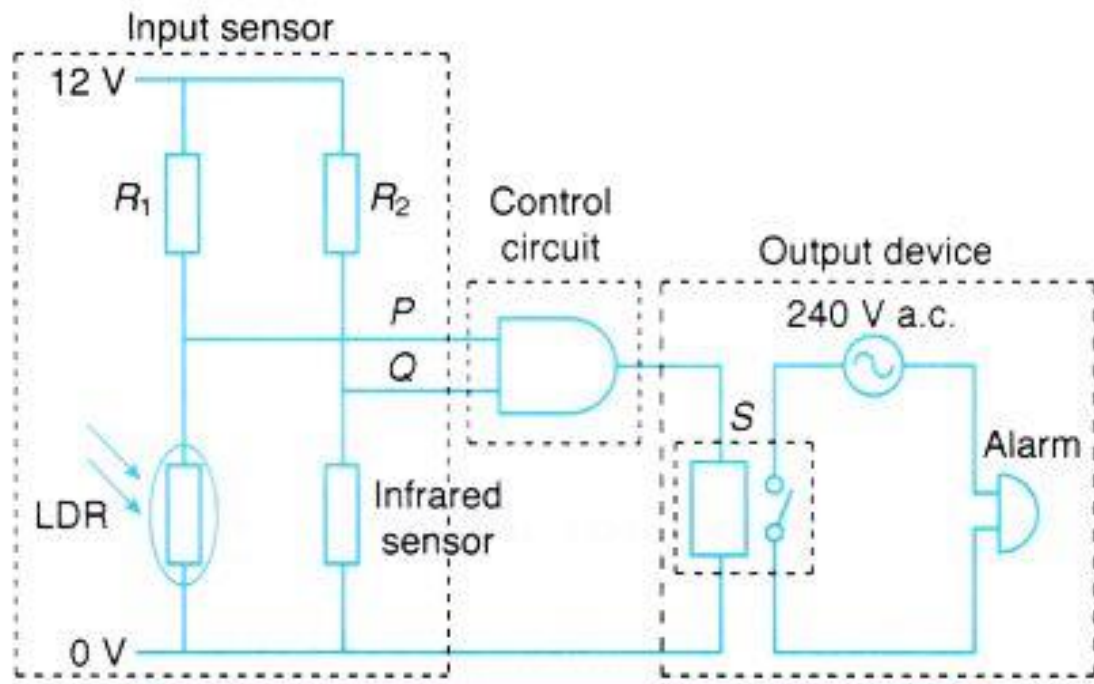 Input sensor
12 V
R1
R2
Control
circuit
Output device
240 V a.c.
P
Q
S
Alarm
LDR
Infrared
sensor
0 V